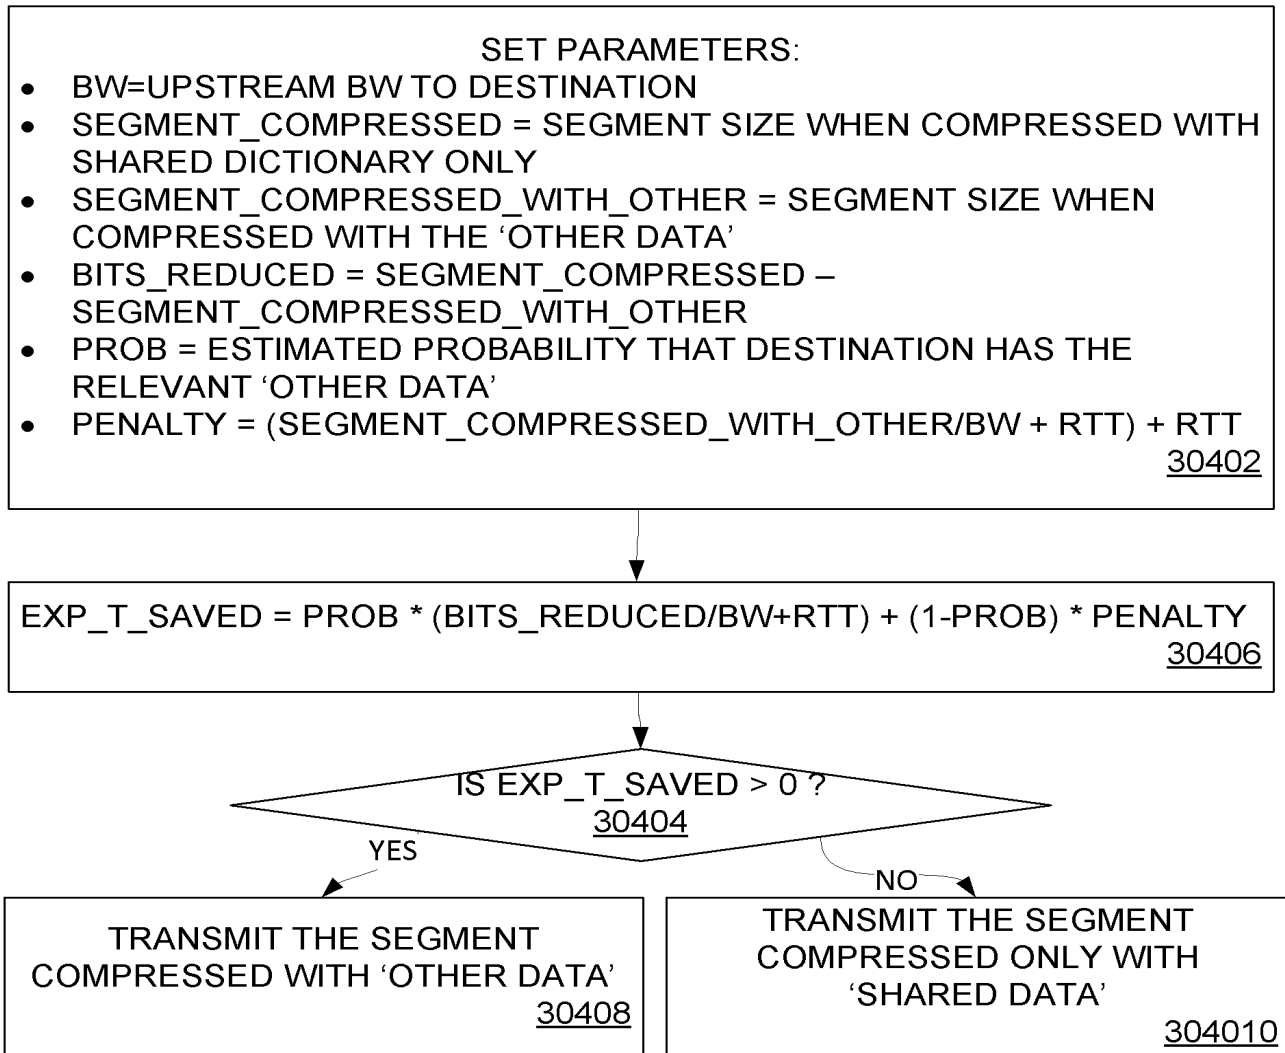 SET PARAMETERS:
• BW=UPSTREAM BW TO DESTINATION
• SEGMENT_COMPRESSED = SEGMENT SIZE WHEN COMPRESSED WITH
SHARED DICTIONARY ONLY
• SEGMENT_COMPRESSED_WITH_OTHER = SEGMENT SIZE WHEN
COMPRESSED WITH THE ‘OTHER DATA’
• BITS_REDUCED = SEGMENT_COMPRESSED –
SEGMENT_COMPRESSED_WITH_OTHER
• PROB = ESTIMATED PROBABILITY THAT DESTINATION HAS THE
RELEVANT ‘OTHER DATA’
• PENALTY = (SEGMENT_COMPRESSED_WITH_OTHER/BW + RTT) + RTT
30402
EXP_T_SAVED = PROB * (BITS_REDUCED/BW+RTT) + (1-PROB) * PENALTY
30406
IS EXP_T_SAVED > 0 ?
30404
YES
NO
TRANSMIT THE SEGMENT
COMPRESSED WITH ‘OTHER DATA’
30408
TRANSMIT THE SEGMENT
COMPRESSED ONLY WITH
‘SHARED DATA’
304010